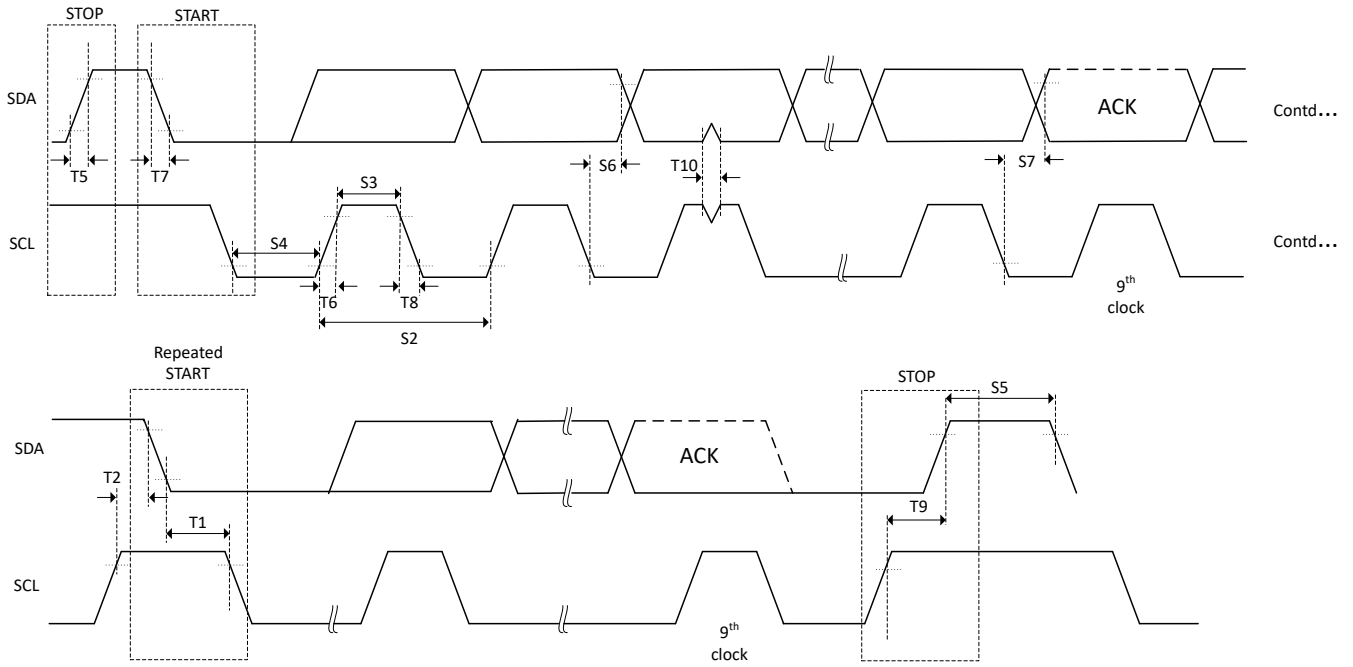 STOP
START
SDA
ACK
Contd...
T5
T7
S6
T10
S7
S3
SCL
S4
Contd...
T6
T8
9th
clock
S2
Repeated
START
STOP
S5
SDA
ACK
T2
T9
T1
SCL
9th
clock